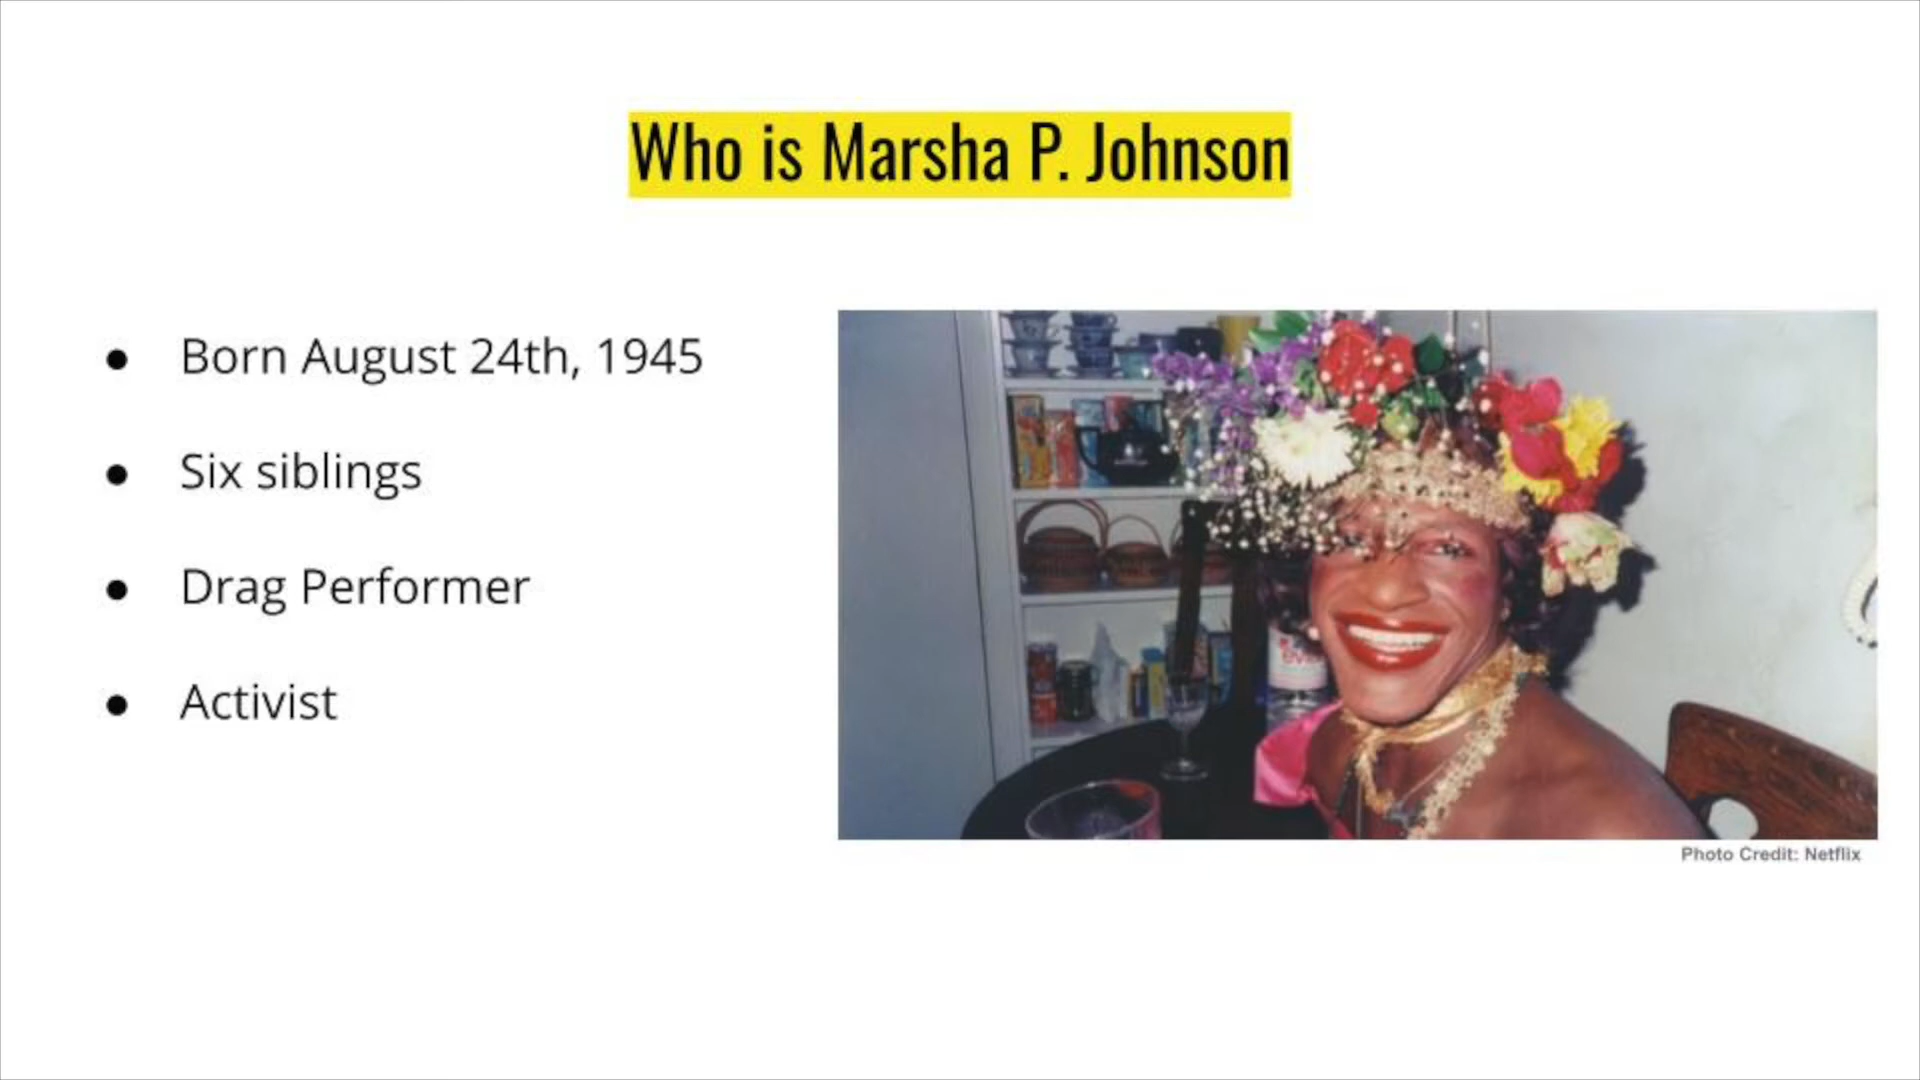 Who is Marsha P. Johnson
Born August 24th, 1945
Six siblings
Drag Performer
Activist
Photo Credit: Netflix